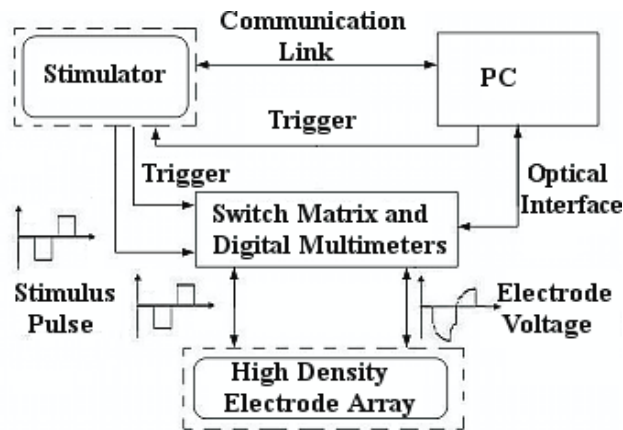 Communication
Link
Stimulator
PC
Trigger
Trigger
Optical
Interface
Switch Matrix and
Digital Multimeters
Stimulus
Pulse
Electrode
Voltage
High Density
Electrode Array